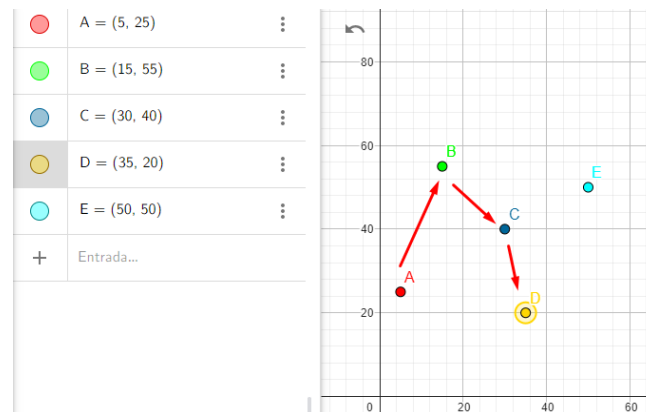 A = (5, 25)
B = (15, 55)
C = (30, 40)
D = (35, 20)
E = (50, 50)
+ Entrada...
80
60
B
E
40
C
A
20
D
0
20
40
60